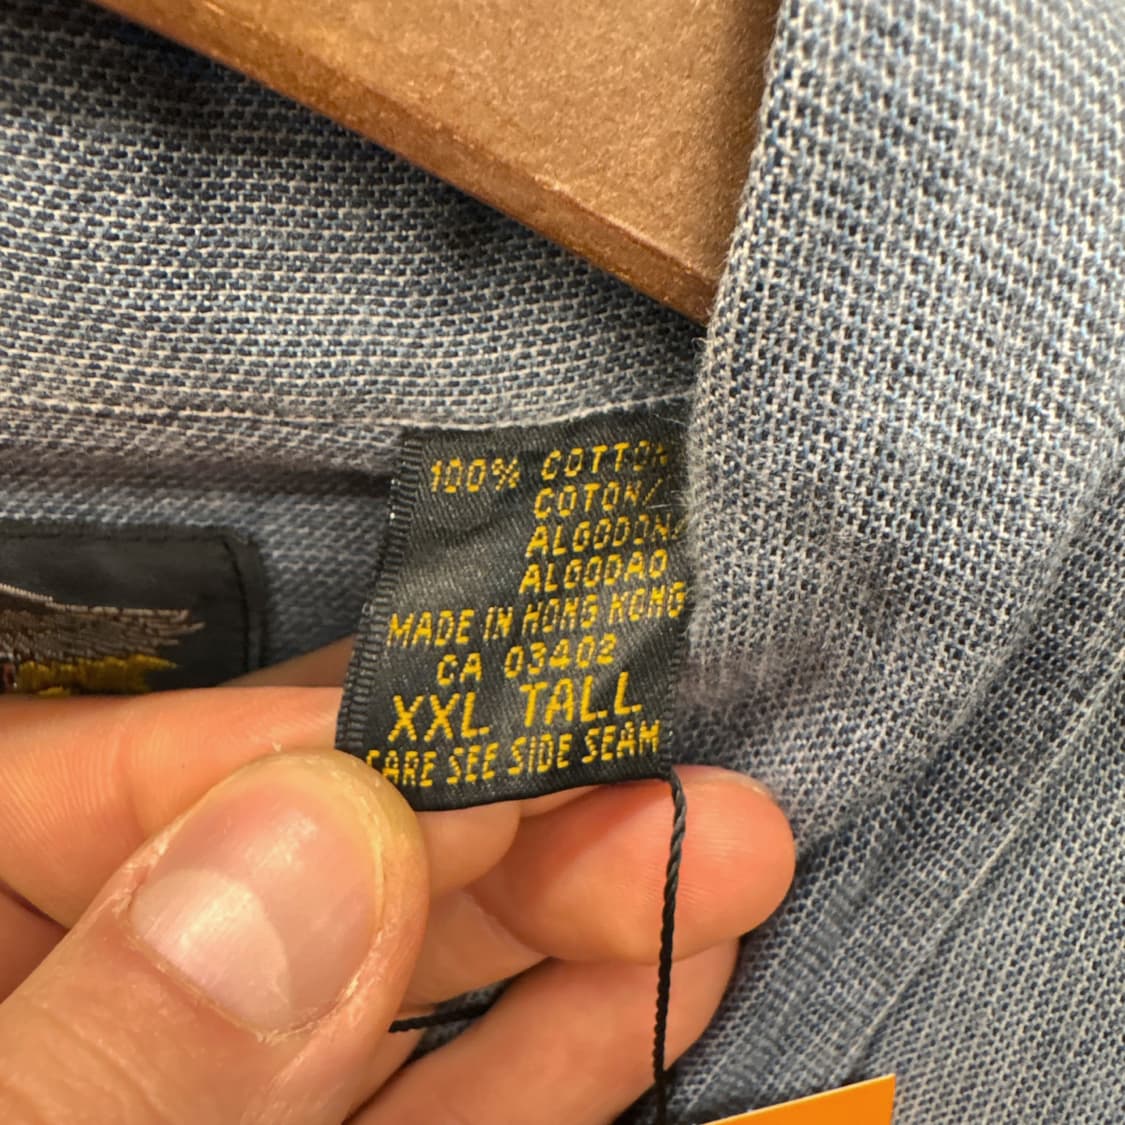 100% COTTON
COTON/
ALGODON/
ALGODAO
MADE IN HONG KONG
CA 03402
XXL TALL
CARE SEE SIDE SEAM